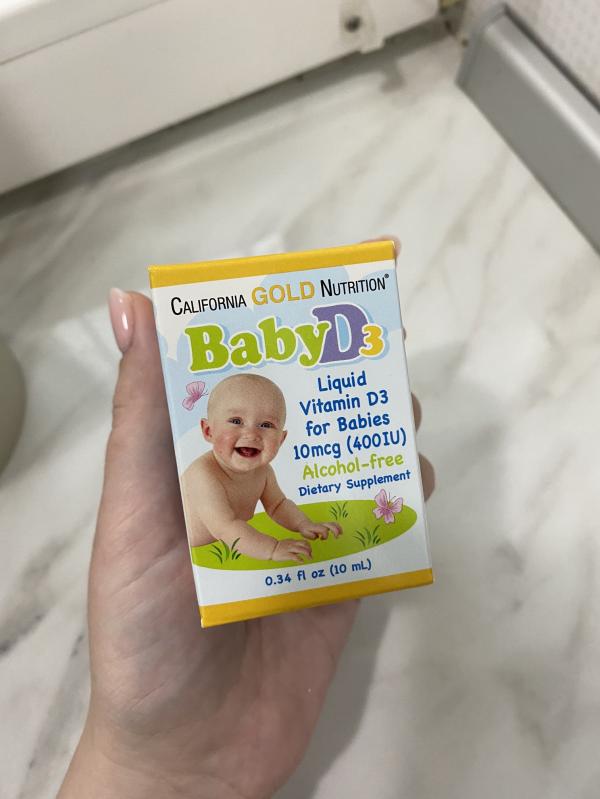 CALIFORNIA GOLD NUTRITION®
BabyD3
Liquid
Vitamin D3
for Babies
10mcg (400IU)
Alcohol-free
Dietary Supplement
0.34 fl oz (10 mL)